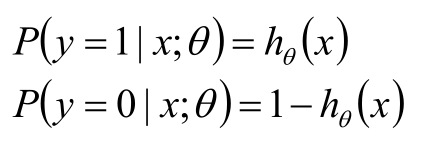 P(y = 1 | x; θ) = h_θ(x)
P(y = 0 | x; θ) = 1 − h_θ(x)